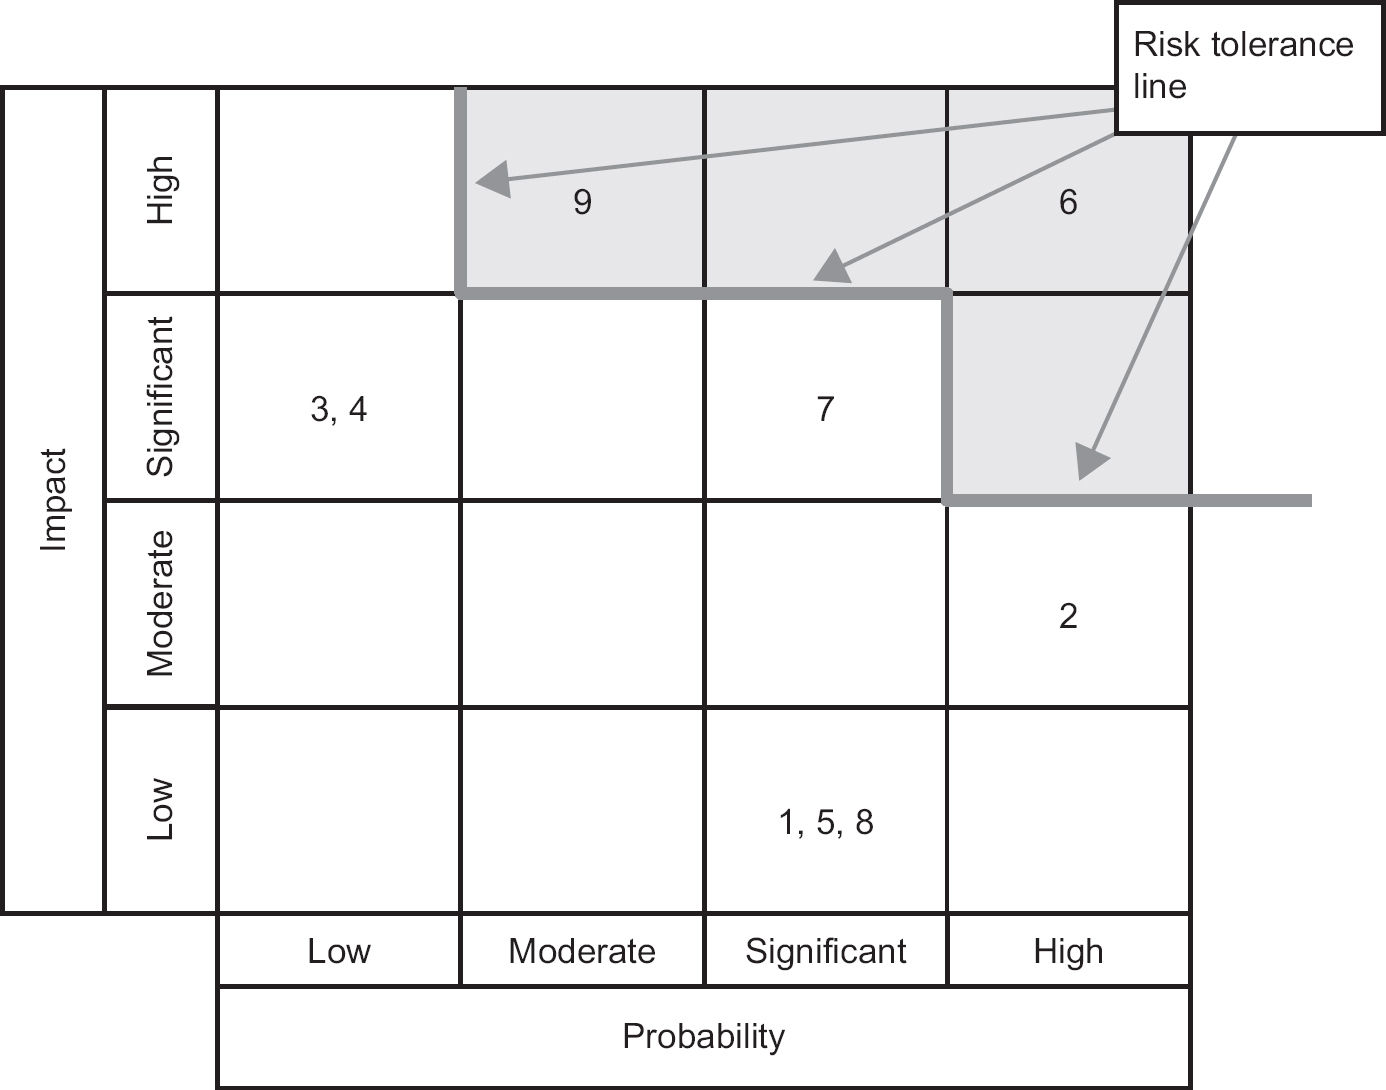 Risk tolerance
line
High
9
6
Significant
3, 4
7
Impact
Moderate
2
Low
1, 5, 8
Low
Moderate
Significant
High
Probability